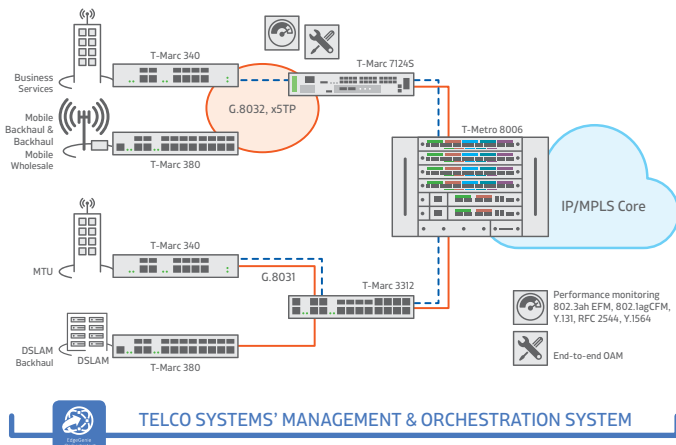 T-Marc 340
T-Marc 7124S
Business
Services
G.8032, x5TP
Mobile
Backhaul &
Backhaul
Mobile
Wholesale
T-Marc 380
T-Metro 8006
IP/MPLS Core
T-Marc 340
MTU
G.8031
T-Marc 3312
Performance monitoring
802.3ah EFM, 802.1agCFM,
Y.131, RFC 2544, Y.1564
DSLAM
Backhaul
DSLAM
T-Marc 380
End-to-end OAM
EdgeGenie
TELCO SYSTEMS' MANAGEMENT & ORCHESTRATION SYSTEM